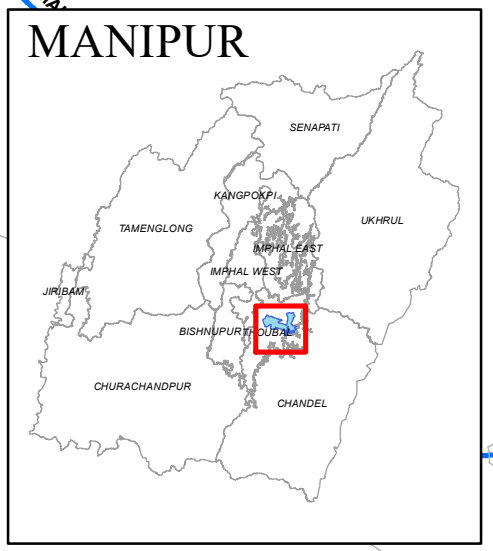 MANIPUR
SENAPATI
KANGPOKPI
UKHRUL
TAMENGLONG
IMPHAL EAST
IMPHAL WEST
JIRIBAM
BISHNUPUR
THOUBAL
CHURACHANDPUR
CHANDEL